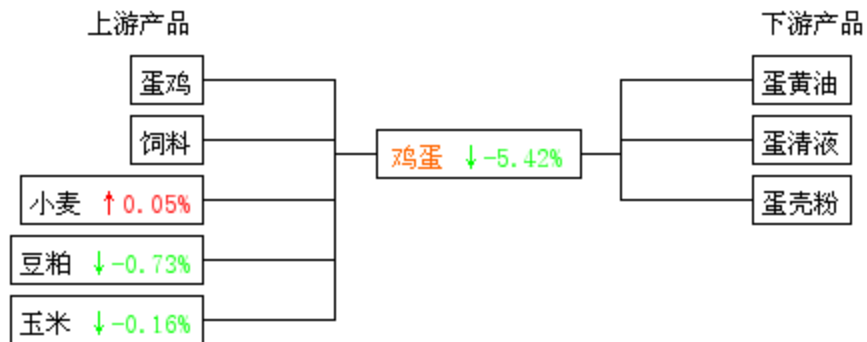 上游产品
下游产品
蛋鸡
饲料
小麦 ↑0.05%
豆粕 ↓-0.73%
玉米 ↓-0.16%
鸡蛋 ↓-5.42%
蛋黄油
蛋清液
蛋壳粉